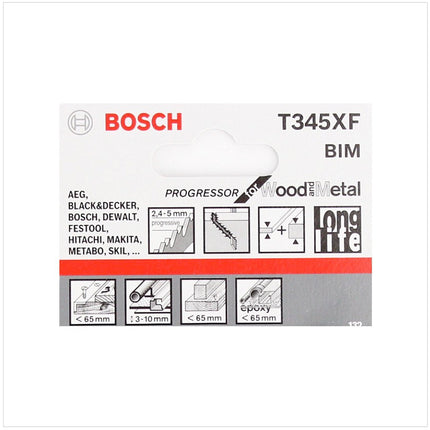 BOSCH
T345XF
BIM
PROGRESSOR for Wood and Metal
AEG,
BLACK&DECKER,
BOSCH, DEWALT,
FESTOOL,
HITACHI, MAKITA,
METABO, SKIL, ...
2,4-5 mm
progressive
+
long
life
< 65 mm
3-10 mm
< 65 mm
epoxy
< 65 mm